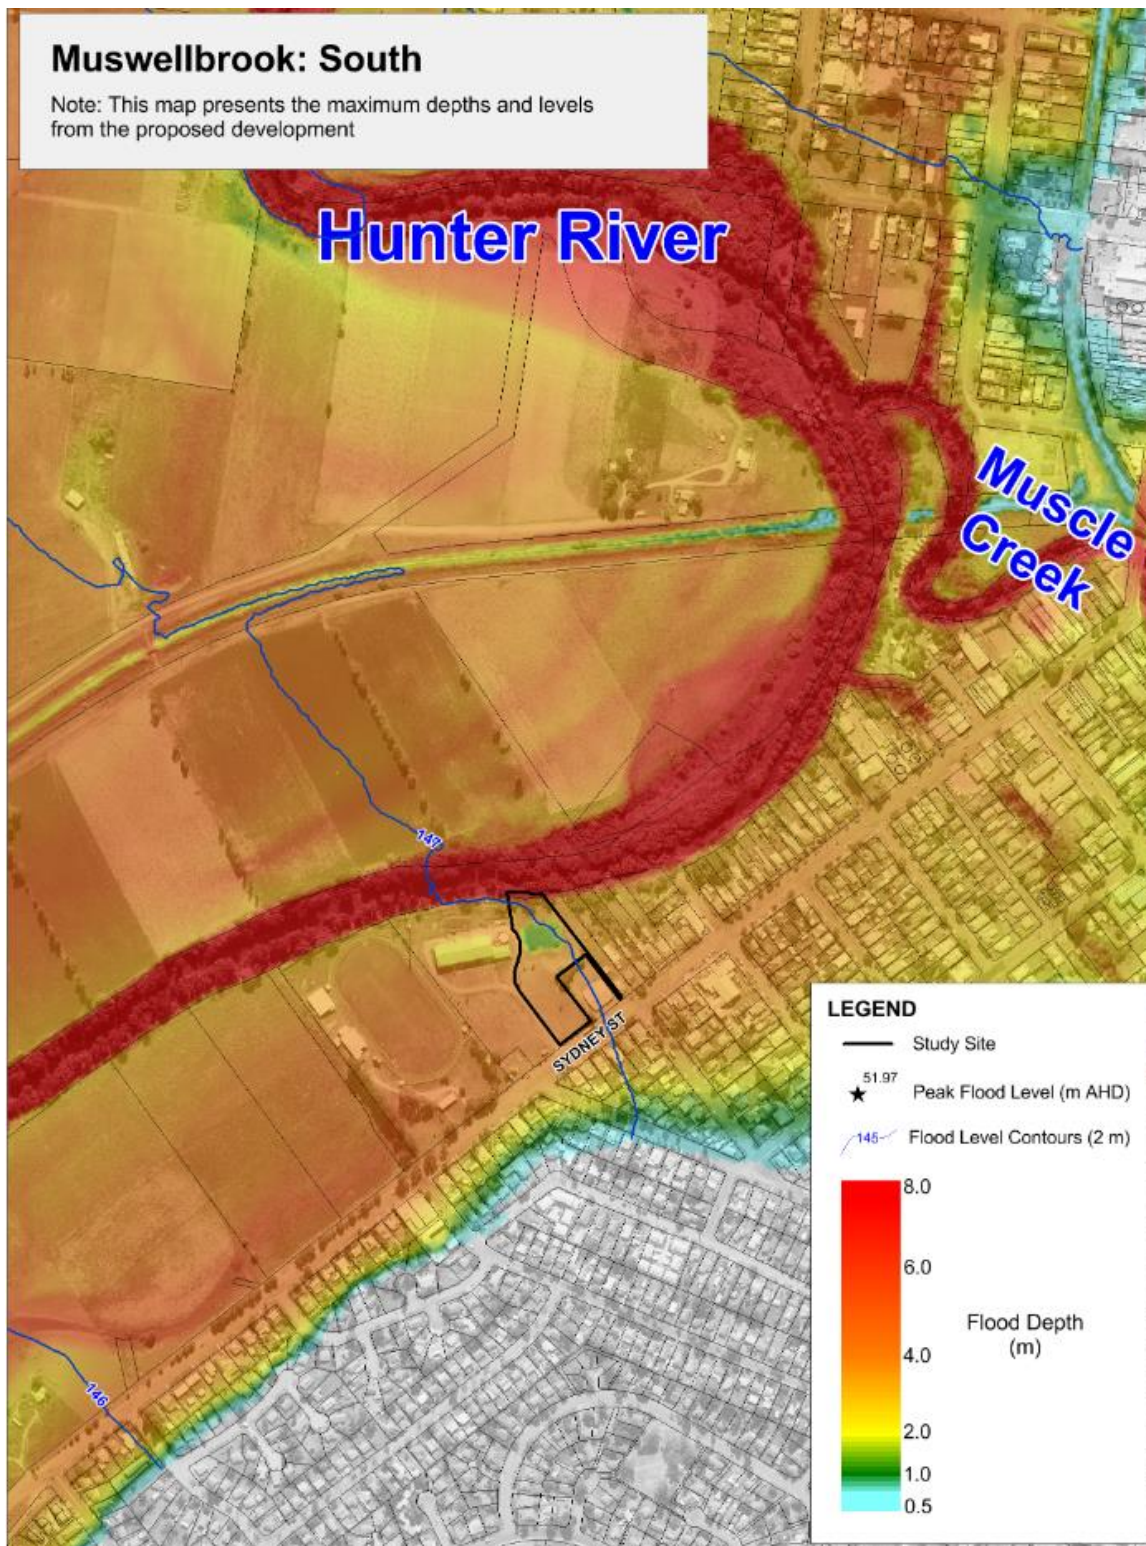 Muswellbrook: South
Note: This map presents the maximum depths and levels
from the proposed development
Hunter River
Muscle
Creek
147
SYDNEY ST
146
LEGEND
Study Site
51.97
Peak Flood Level (m AHD)
145
Flood Level Contours (2 m)
8.0
6.0
4.0
2.0
1.0
0.5
Flood Depth
(m)